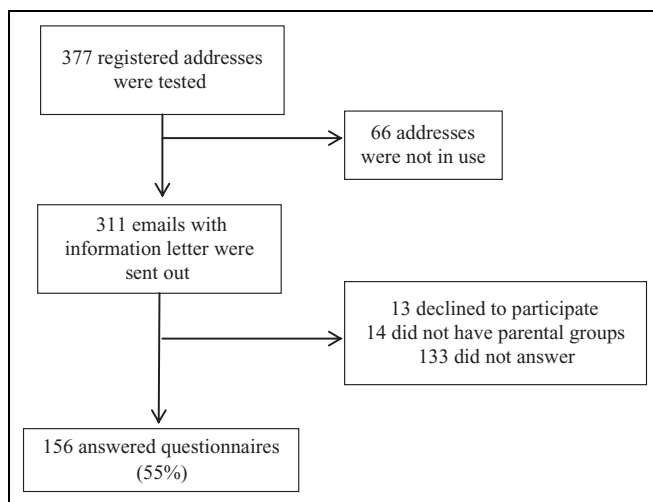 377 registered addresses
were tested
66 addresses
were not in use
311 emails with
information letter were
sent out
13 declined to participate
14 did not have parental groups
133 did not answer
156 answered questionnaires
(55%)